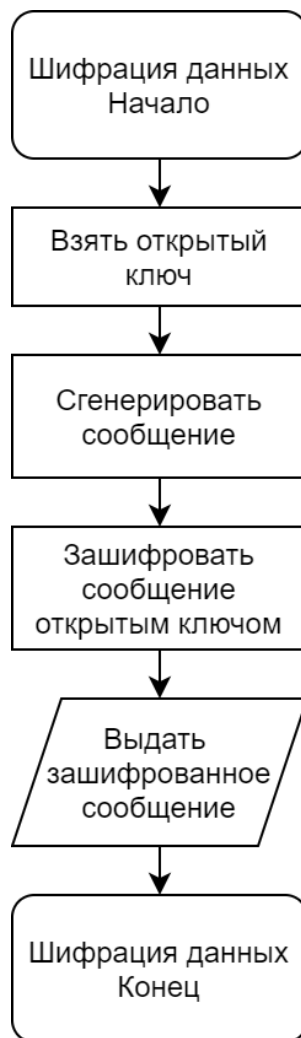 Шифрация данных
Начало
Взять открытый
ключ
Сгенерировать
сообщение
Зашифровать
сообщение
открытым ключом
Выдать
зашифрованное
сообщение
Шифрация данных
Конец